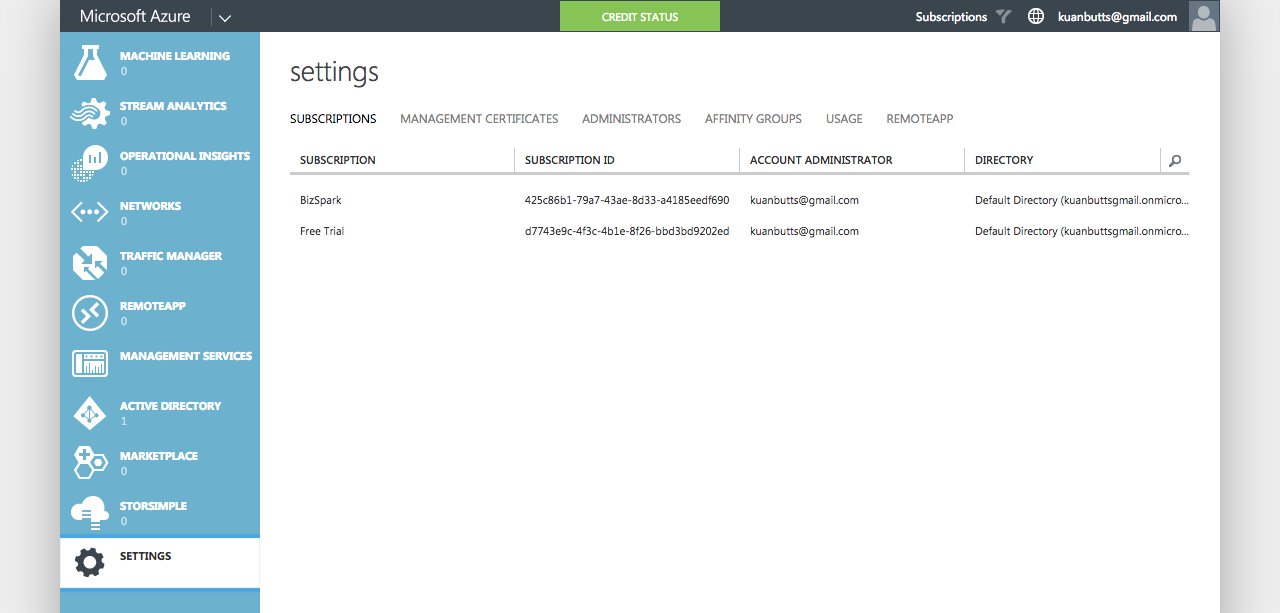 Microsoft Azure
CREDIT STATUS
Subscriptions
kuanbutts@gmail.com
MACHINE LEARNING
0
STREAM ANALYTICS
0
OPERATIONAL INSIGHTS
0
NETWORKS
0
TRAFFIC MANAGER
0
REMOTEAPP
0
MANAGEMENT SERVICES
ACTIVE DIRECTORY
1
MARKETPLACE
0
STORSIMPLE
0
SETTINGS
settings
SUBSCRIPTIONS MANAGEMENT CERTIFICATES ADMINISTRATORS AFFINITY GROUPS USAGE REMOTEAPP
SUBSCRIPTION SUBSCRIPTION ID ACCOUNT ADMINISTRATOR DIRECTORY
BizSpark 425c86b1-79a7-43ae-8d33-a4185eedf690 kuanbutts@gmail.com Default Directory (kuanbuttsgmail.onmicro...
Free Trial d7743e9c-4f3c-4b1e-8f26-bbd3bd9202ed kuanbutts@gmail.com Default Directory (kuanbuttsgmail.onmicro...